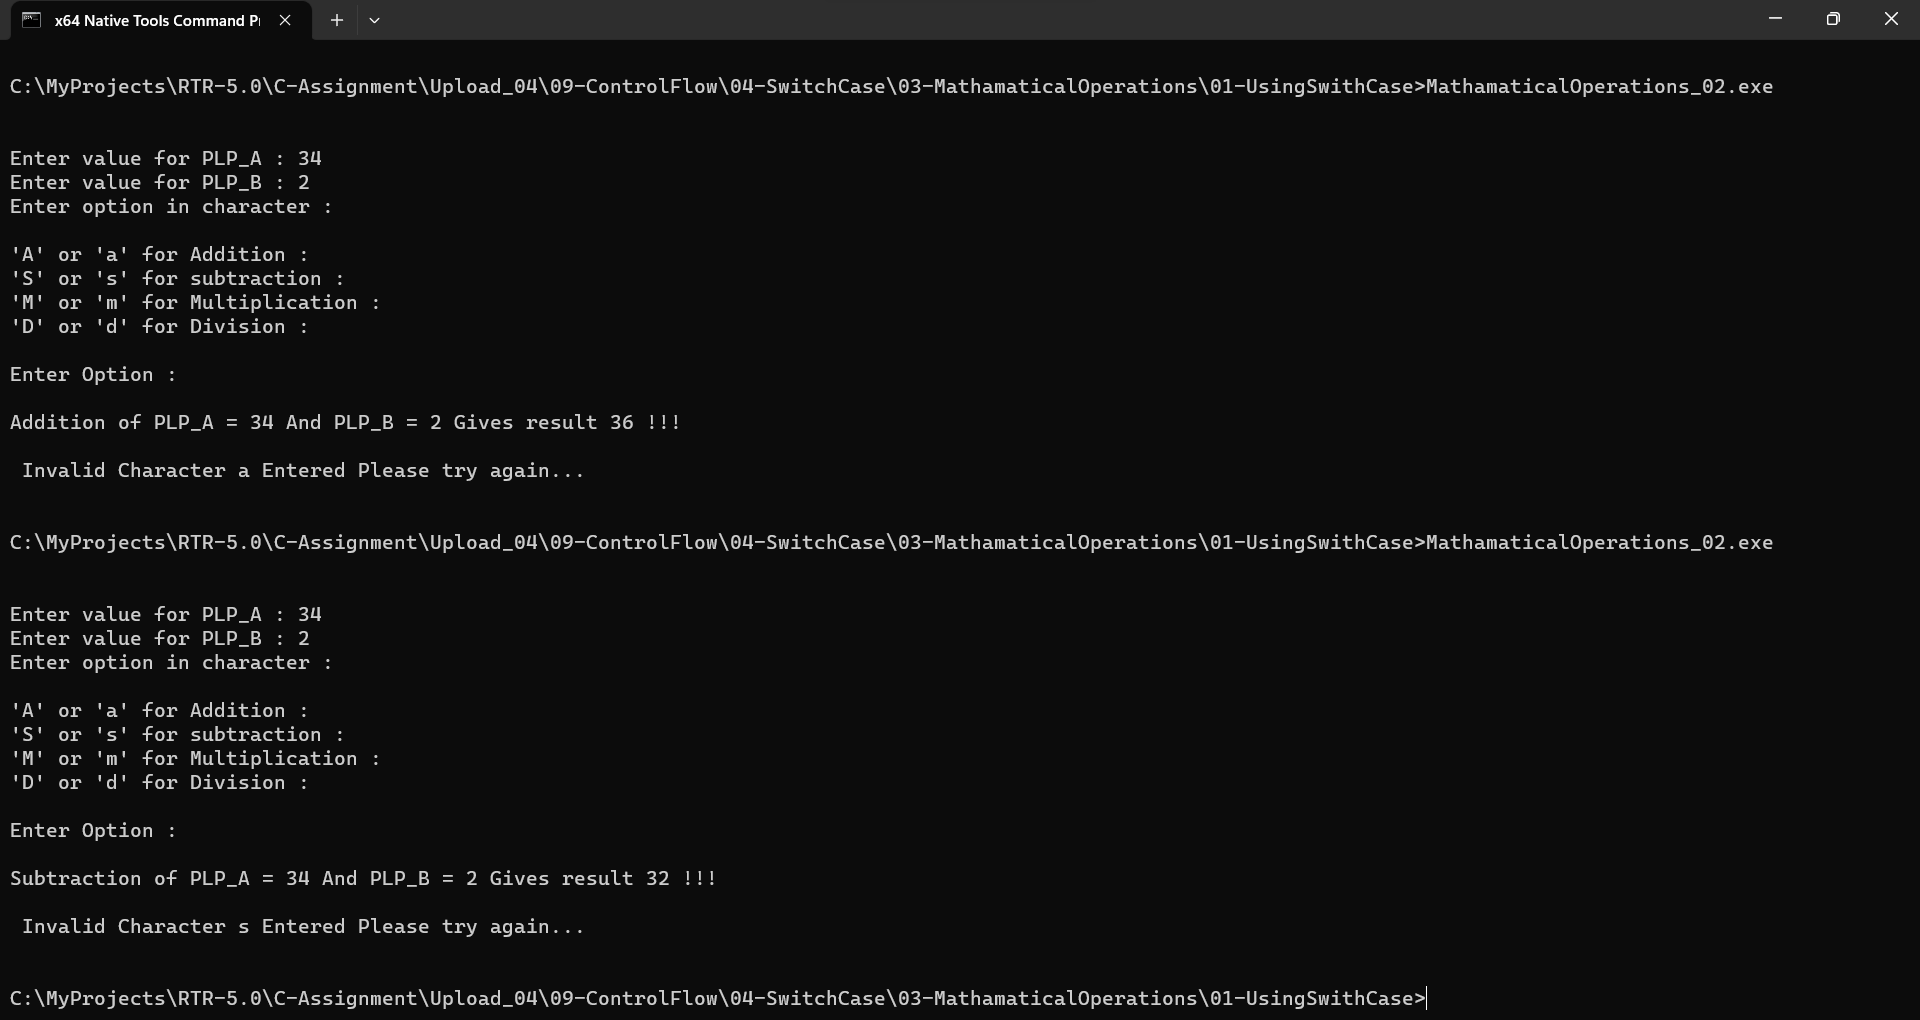 x64 Native Tools Command P
C:\MyProjects\RTR-5.0\C-Assignment\Upload_04\09-ControlFlow\04-SwitchCase\03-MathamaticalOperations\01-UsingSwithCase>MathamaticalOperations_02.exe
Enter value for PLP_A : 34
Enter value for PLP_B : 2
Enter option in character :
'A' or 'a' for Addition :
'S' or 's' for subtraction :
'M' or 'm' for Multiplication :
'D' or 'd' for Division :
Enter Option :
Addition of PLP_A = 34 And PLP_B = 2 Gives result 36 !!!
Invalid Character a Entered Please try again...
C:\MyProjects\RTR-5.0\C-Assignment\Upload_04\09-ControlFlow\04-SwitchCase\03-MathamaticalOperations\01-UsingSwithCase>MathamaticalOperations_02.exe
Enter value for PLP_A : 34
Enter value for PLP_B : 2
Enter option in character :
'A' or 'a' for Addition :
'S' or 's' for subtraction :
'M' or 'm' for Multiplication :
'D' or 'd' for Division :
Enter Option :
Subtraction of PLP_A = 34 And PLP_B = 2 Gives result 32 !!!
Invalid Character s Entered Please try again...
C:\MyProjects\RTR-5.0\C-Assignment\Upload_04\09-ControlFlow\04-SwitchCase\03-MathamaticalOperations\01-UsingSwithCase>